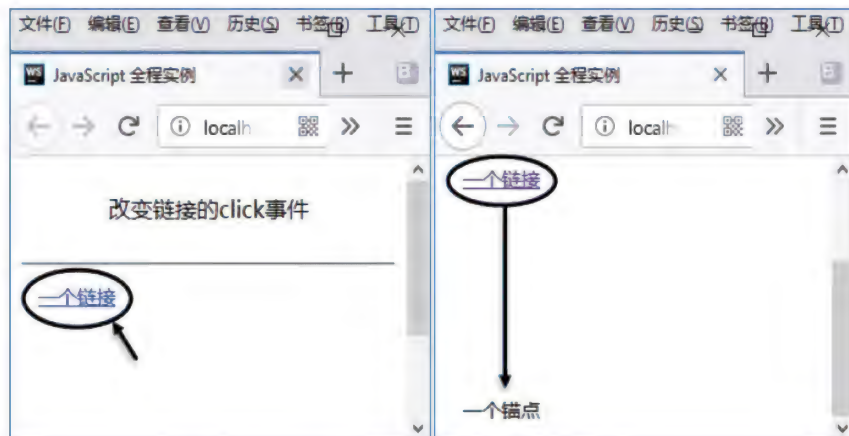 文件(F) 编辑(E) 查看(V) 历史(S) 书签(B) 工具(T)
JavaScript 全程实例
localh
改变链接的click事件
一个链接
文件(F) 编辑(E) 查看(V) 历史(S) 书签(B) 工具(T)
JavaScript 全程实例
localh
一个链接
一个锚点